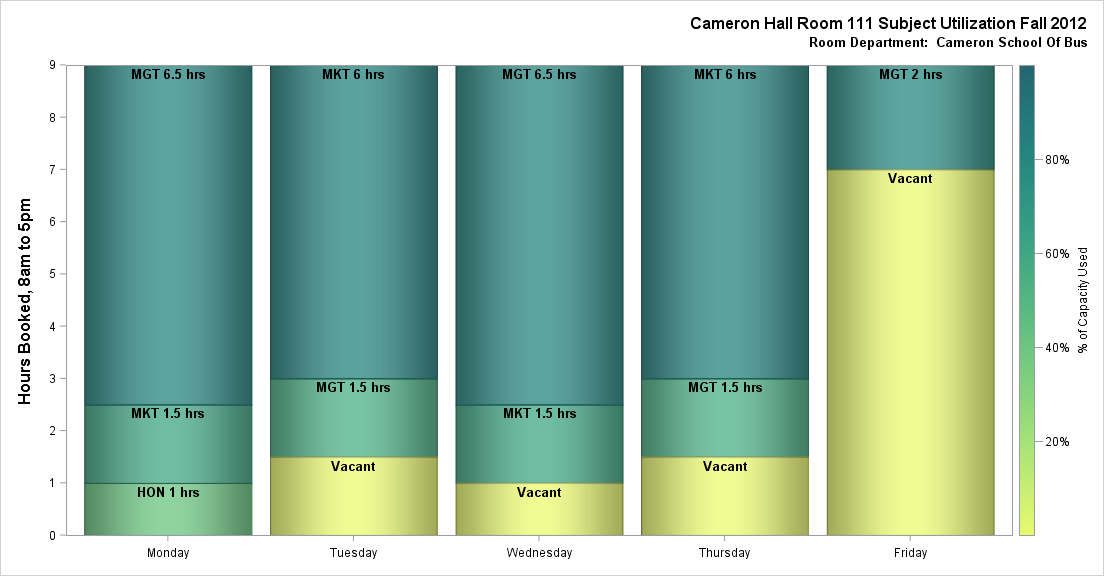 Cameron Hall Room 111 Subject Utilization Fall 2012
Room Department:  Cameron School Of Bus
Hours Booked, 8am to 5pm
9
8
7
6
5
4
3
2
1
0
MGT 6.5 hrs
MKT 1.5 hrs
HON 1 hrs
MKT 6 hrs
MGT 1.5 hrs
Vacant
MGT 6.5 hrs
MKT 1.5 hrs
Vacant
MKT 6 hrs
MGT 1.5 hrs
Vacant
MGT 2 hrs
Vacant
Monday
Tuesday
Wednesday
Thursday
Friday
80%
60%
40%
20%
% of Capacity Used